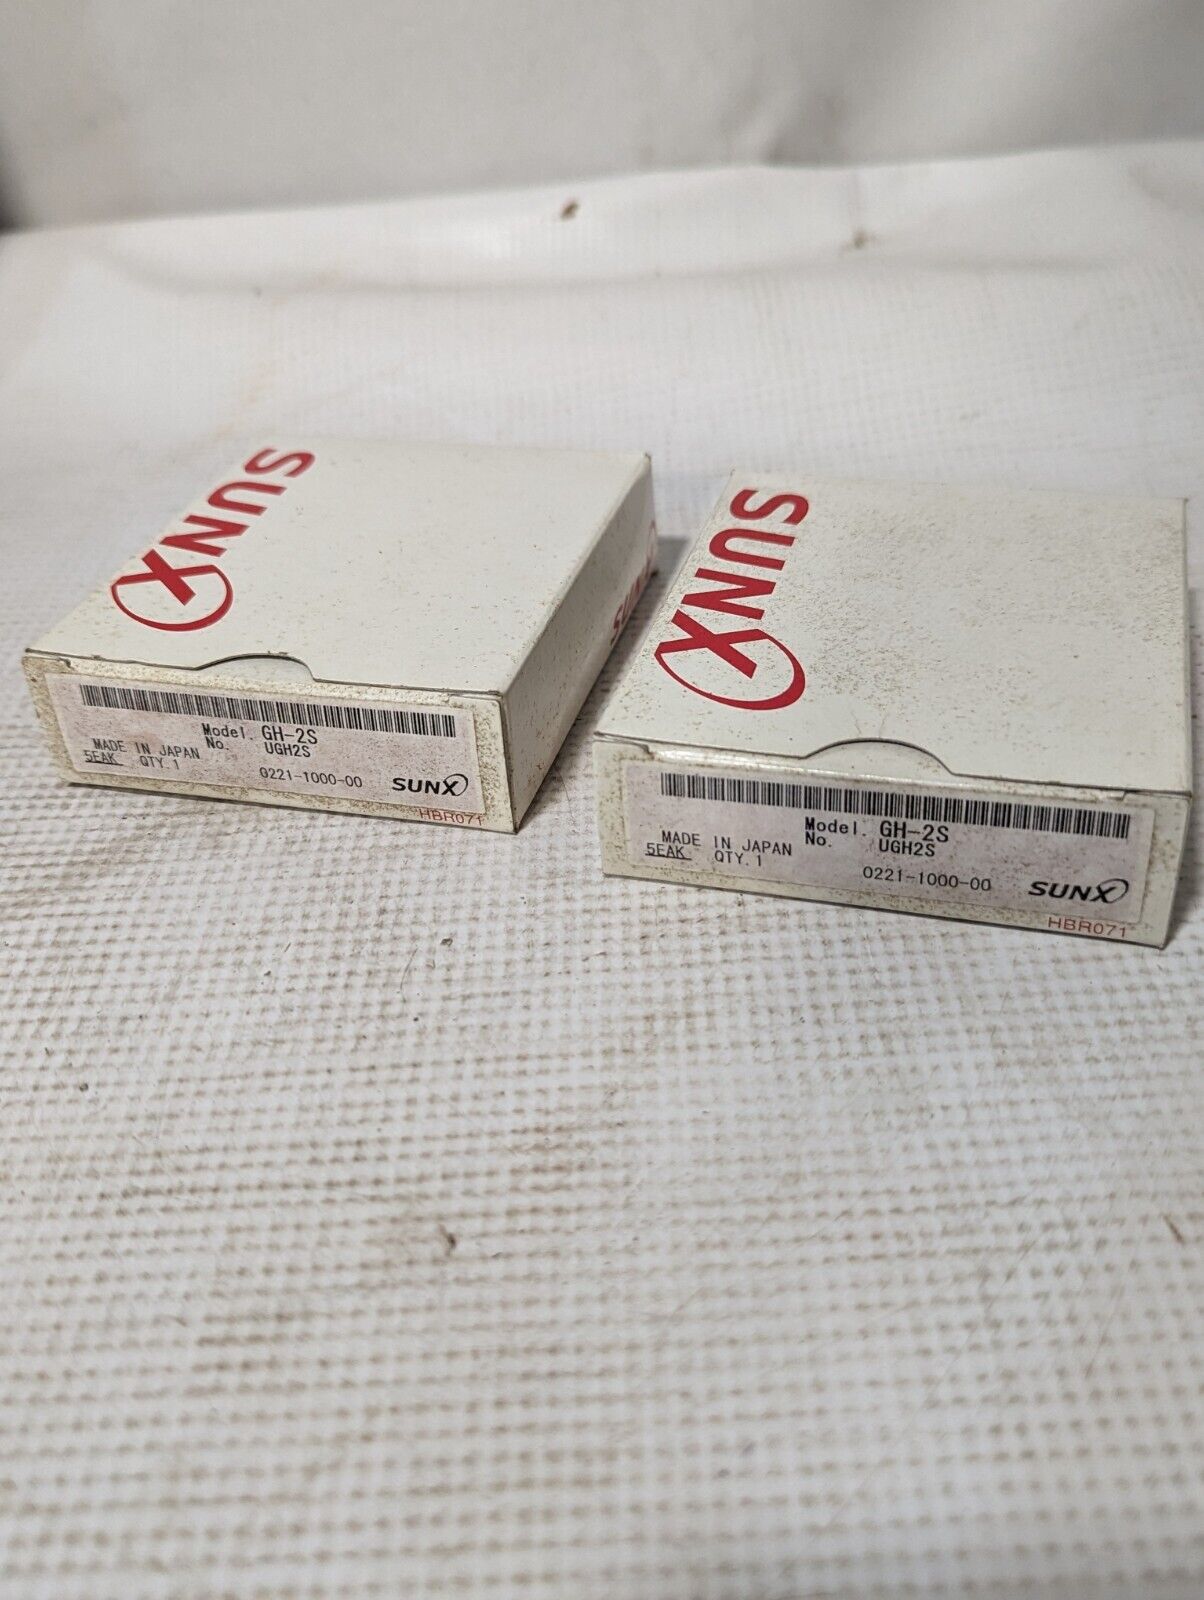 SUNX
SUNX
Model. GH-2S
No. UGH2S
MADE IN JAPAN
5EAK QTY.1
0221-1000-00 SUNX
HBR071
SUNX
Model. GH-2S
No. UGH2S
MADE IN JAPAN
5EAK QTY.1
0221-1000-00 SUNX
HBR071